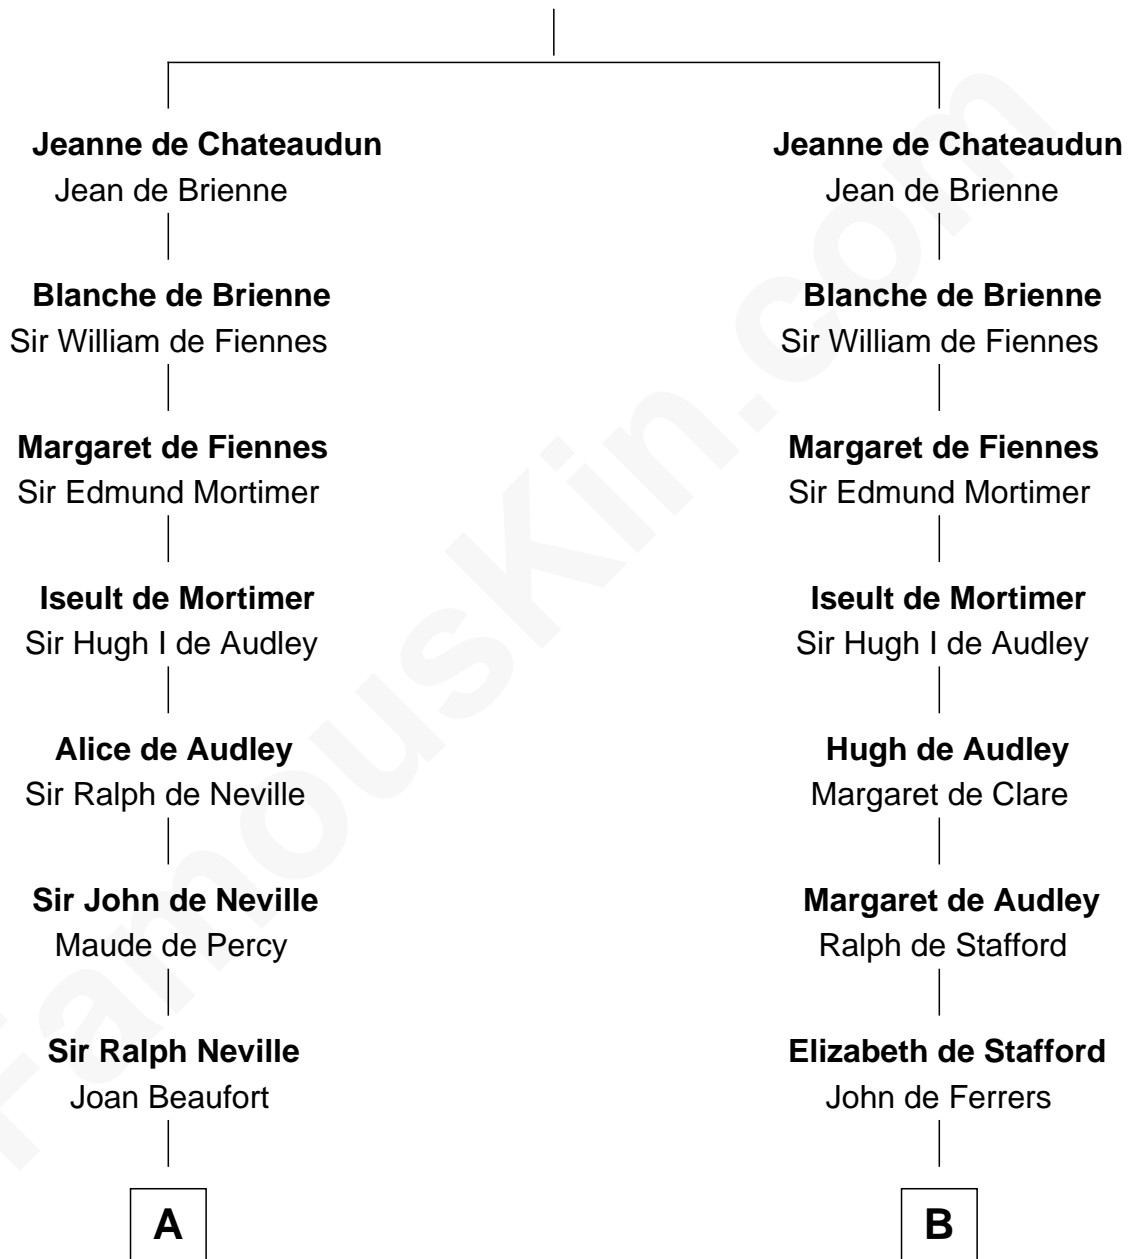 Jeanne de Chateaudun
Jean de Brienne
Blanche de Brienne
Sir William de Fiennes
Margaret de Fiennes
Sir Edmund Mortimer
Iseult de Mortimer
Sir Hugh I de Audley
Alice de Audley
Sir Ralph de Neville
Sir John de Neville
Maude de Percy
Sir Ralph Neville
Joan Beaufort
A
Jeanne de Chateaudun
Jean de Brienne
Blanche de Brienne
Sir William de Fiennes
Margaret de Fiennes
Sir Edmund Mortimer
Iseult de Mortimer
Sir Hugh I de Audley
Hugh de Audley
Margaret de Clare
Margaret de Audley
Ralph de Stafford
Elizabeth de Stafford
John de Ferrers
B
FamousKin.com